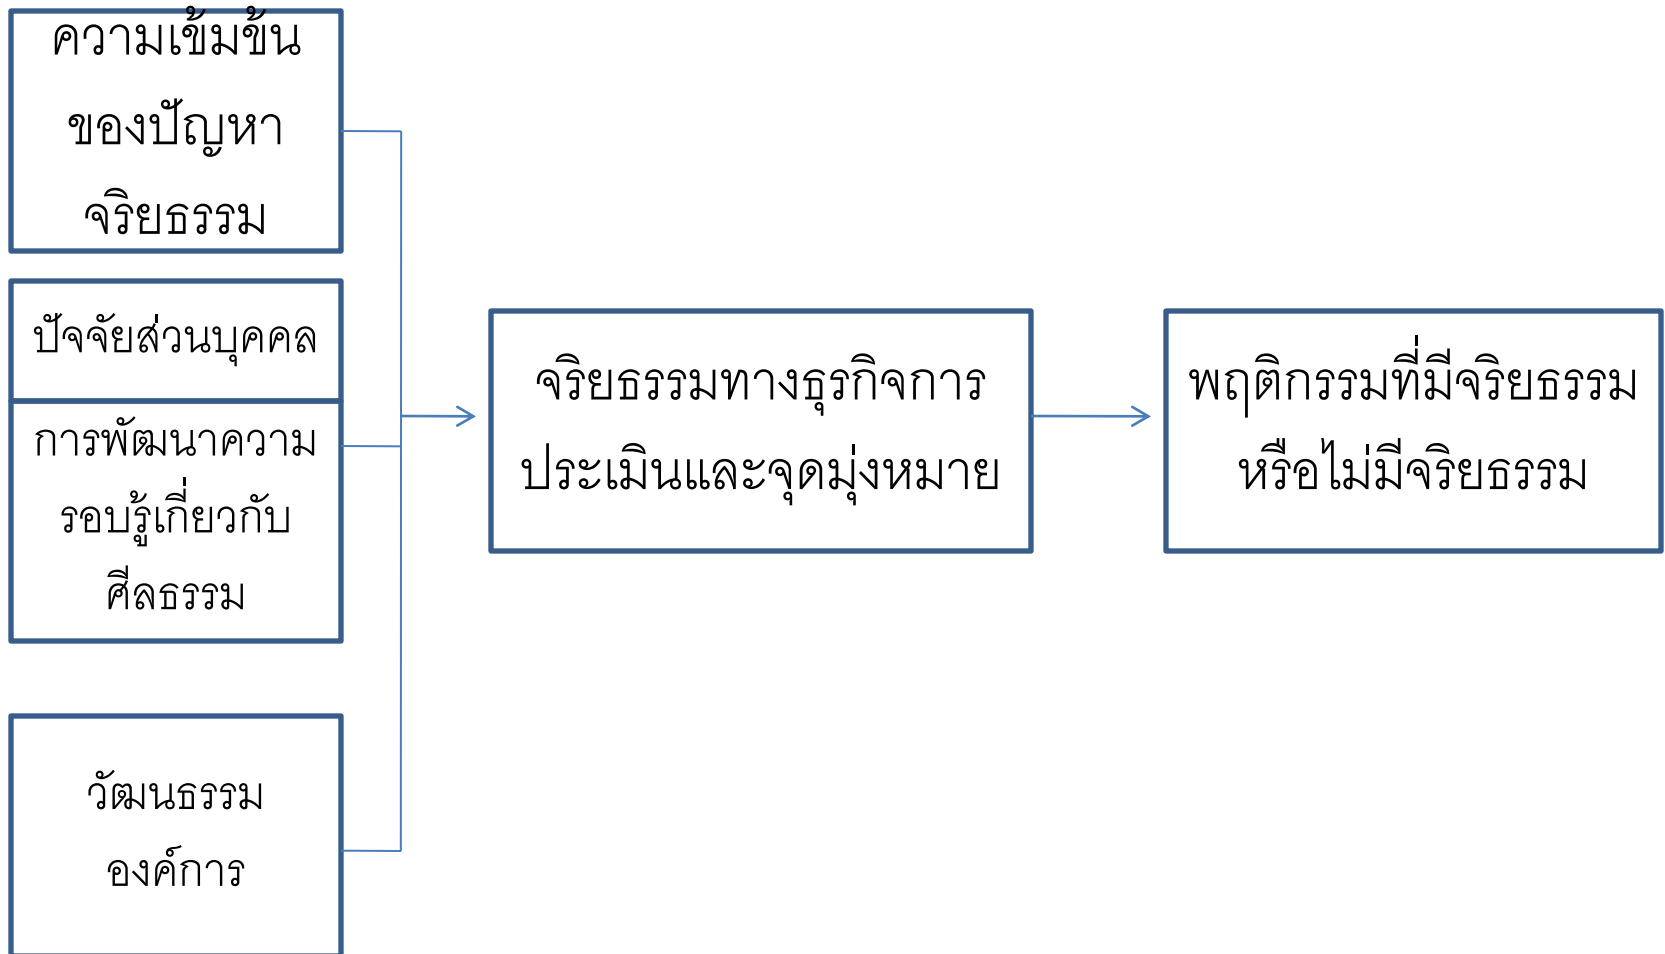 ความเข้มข้น
ของปัญหา
จริยธรรม
ปัจจัยส่วนบุคคล
การพัฒนาความ
รอบรู้เกี่ยวกับ
ศีลธรรม
วัฒนธรรม
องค์การ
จริยธรรมทางธุรกิจการ
ประเมินและจุดมุ่งหมาย
พฤติกรรมที่มีจริยธรรม
หรือไม่มีจริยธรรม